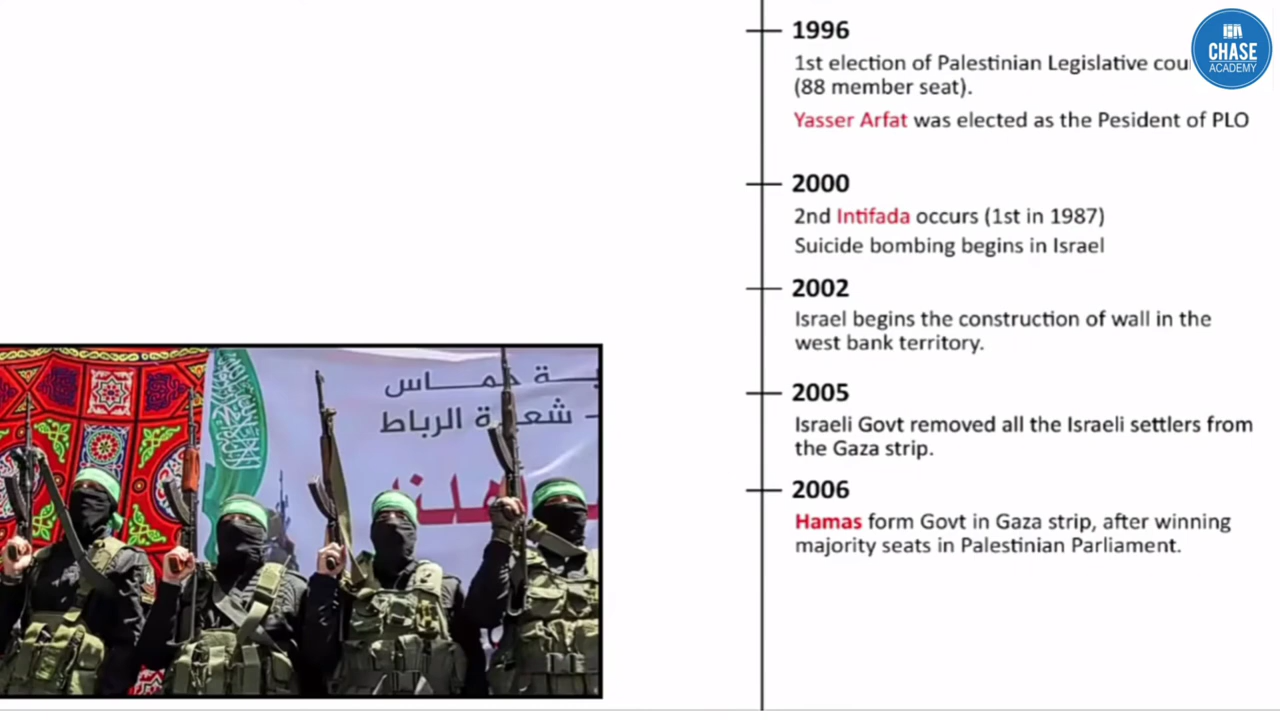 1996
1st election of Palestinian Legislative
(88 member seat).
Yasser Arfat was elected as the Pesident of PLO
2000
2nd Intifada occurs (1st in 1987)
Suicide bombing begins in Israel
2002
Israel begins the construction of wall in the
west bank territory.
2005
Israeli Govt removed all the Israeli settlers from
the Gaza strip.
2006
Hamas form Govt in Gaza strip, after winning
majority seats in Palestinian Parliament.
CHASE
ACADEMY
حماس
شعبة الرباط